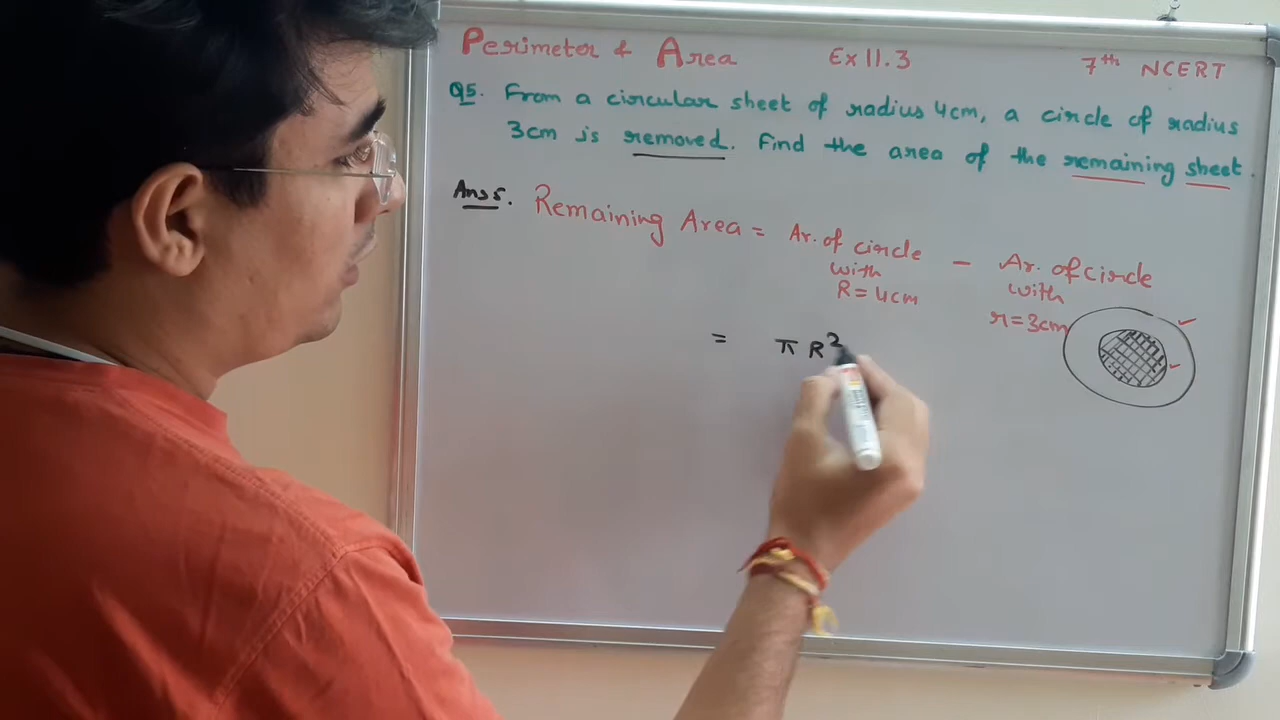 Perimeter & Area Ex 11.3 7th NCERT
Q5. From a circular sheet of radius 4cm, a circle of radius
3cm is removed. Find the area of the remaining sheet.
Ans 5. Remaining Area = Ar. of circle with R = 4cm - Ar. of circle with r = 3cm
= π R²